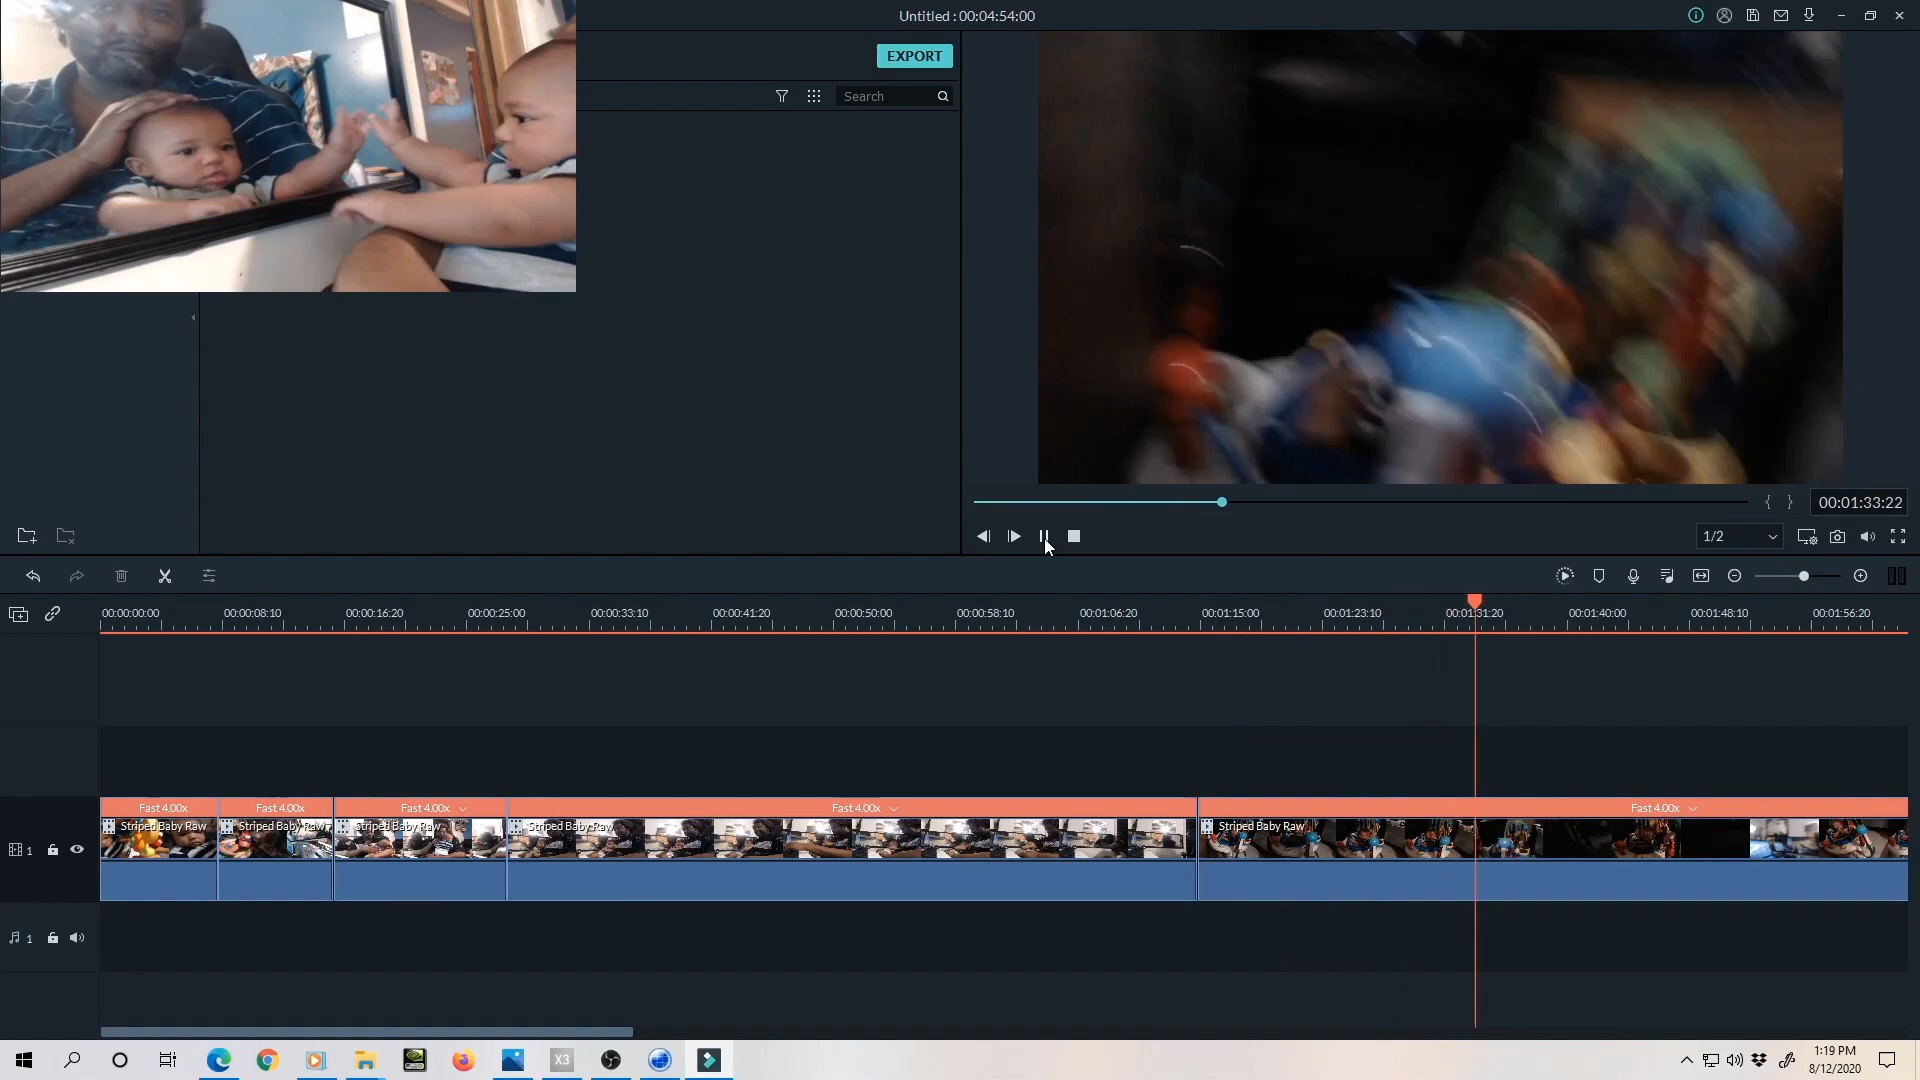 Untitled : 00:04:54:00
EXPORT
Search
00:01:33:22
1/2
00:00:00:00
00:00:08:10
00:00:16:20
00:00:25:00
00:00:33:10
00:00:41:20
00:00:50:00
00:00:58:10
00:01:06:20
00:01:15:00
00:01:23:10
00:01:31:20
00:01:40:00
00:01:48:10
00:01:56:20
Fast 4.00x
Fast 4.00x
Fast 4.00x
Fast 4.00x
Fast 4.00x
Striped Baby Raw
Striped Baby Raw
Striped Baby Raw
Striped Baby Raw
Striped Baby Raw
1
1
X3
1:19 PM
8/12/2020